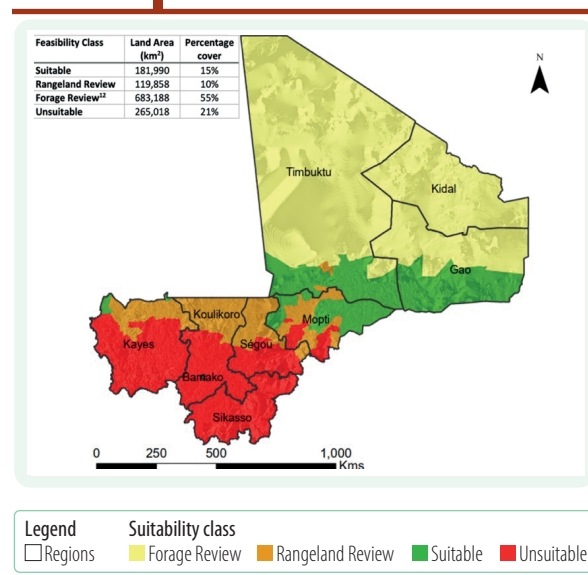 Feasibility Class Land Area (km²) Percentage cover
Suitable 181,990 15%
Rangeland Review 119,858 10%
Forage Review¹² 683,188 55%
Unsuitable 265,018 21%
N
Timbuktu
Kidal
Gao
Koulikoro
Mopti
Kayes
Ségou
Bamako
Sikasso
0 250 500 1,000
Kms
Legend Suitability class
Regions Forage Review Rangeland Review Suitable Unsuitable